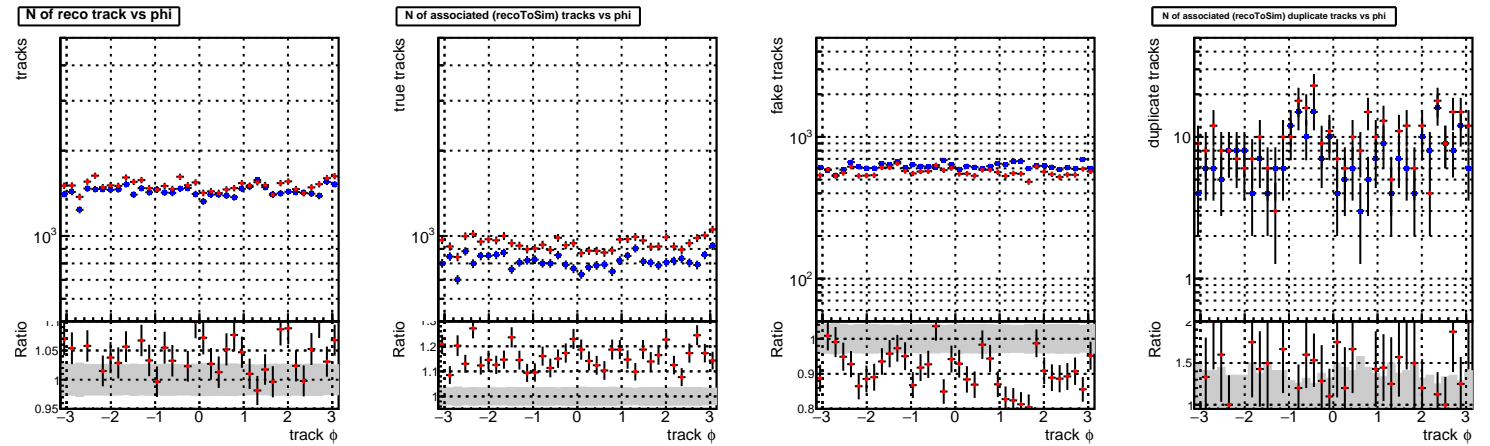 N of reco track vs phi
tracks
10³
Ratio
1.1
1.05
1
0.95
−3 −2 −1 0 1 2 3
track ϕ
N of associated (recoToSim) tracks vs phi
true tracks
10³
Ratio
1.3
1.2
1.1
1
−3 −2 −1 0 1 2 3
track ϕ
fake tracks
10³
10²
Ratio
1
0.9
0.8
−3 −2 −1 0 1 2 3
track ϕ
N of associated (recoToSim) duplicate tracks vs phi
duplicate tracks
10
1
Ratio
2
1.5
1
−3 −2 −1 0 1 2 3
track ϕ